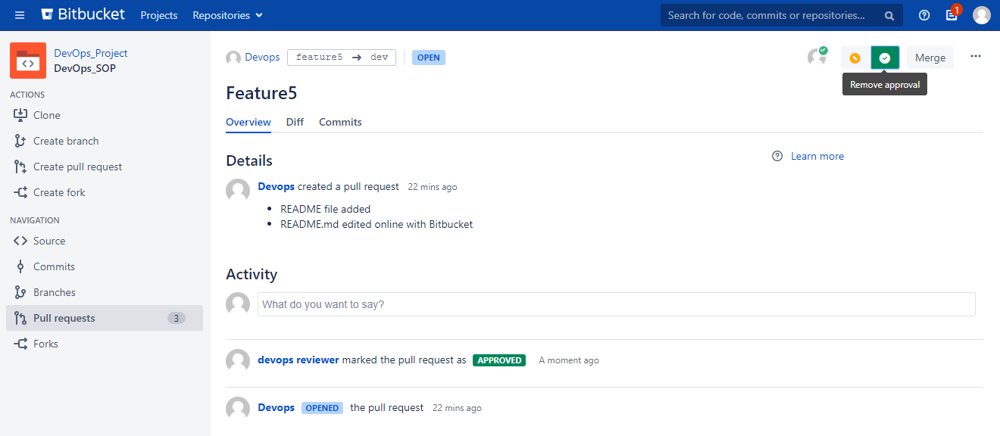 Bitbucket Projects Repositories Search for code, commits or repositories... 1
DevOps_Project
DevOps_SOP
ACTIONS
Clone
Create branch
Create pull request
Create fork
NAVIGATION
Source
Commits
Branches
Pull requests 3
Forks
Devops feature5 → dev OPEN Merge
Remove approval
Feature5
Overview Diff Commits
Details Learn more
Devops created a pull request 22 mins ago
• README file added
• README.md edited online with Bitbucket
Activity
What do you want to say?
devops reviewer marked the pull request as APPROVED A moment ago
Devops OPENED the pull request 22 mins ago